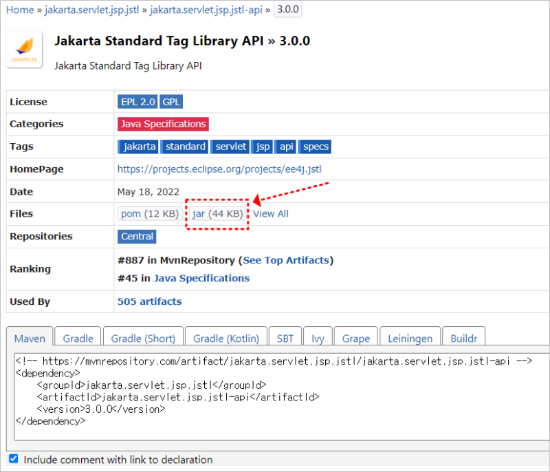 Home » jakarta.servlet.jsp.jstl » jakarta.servlet.jsp.jstl-api » 3.0.0
Jakarta Standard Tag Library API » 3.0.0
Jakarta Standard Tag Library API
License EPL 2.0 GPL
Categories Java Specifications
Tags jakarta standard servlet jsp api specs
HomePage https://projects.eclipse.org/projects/ee4j.jstl
Date May 18, 2022
Files pom (12 KB) jar (44 KB) View All
Repositories Central
Ranking #887 in MvnRepository (See Top Artifacts)
#45 in Java Specifications
Used By 505 artifacts
Maven Gradle Gradle (Short) Gradle (Kotlin) SBT Ivy Grape Leiningen Buildr
<!-- https://mvnrepository.com/artifact/jakarta.servlet.jsp.jstl/jakarta.servlet.jsp.jstl-api -->
<dependency>
    <groupId>jakarta.servlet.jsp.jstl</groupId>
    <artifactId>jakarta.servlet.jsp.jstl-api</artifactId>
    <version>3.0.0</version>
</dependency>
Include comment with link to declaration